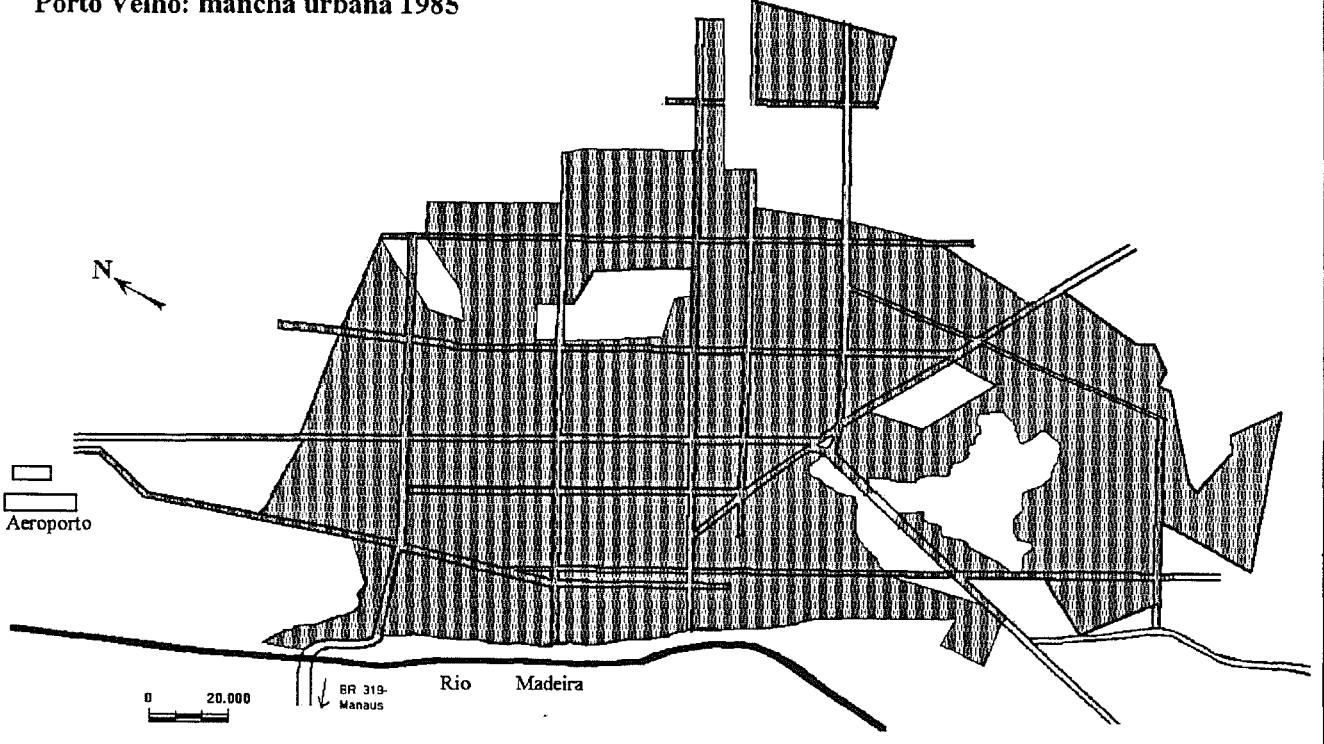 Porto Velho: mancha urbana 1985
N
Aeroporto
Rio Madeira
BR 319-
Manaus
0 20.000